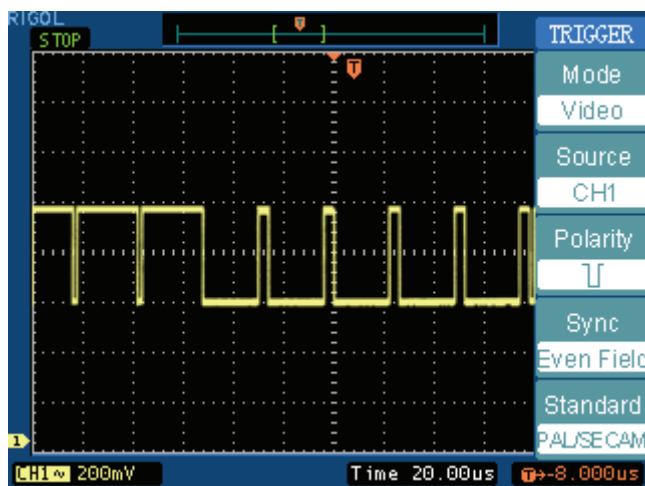 RIGOL
STOP
T
T
TRIGGER
Mode
Video
Source
CH1
Polarity
Sync
Even Field
Standard
PAL/SECAM
1
CH1~ 200mV
Time 20.00us
T→-8.000us